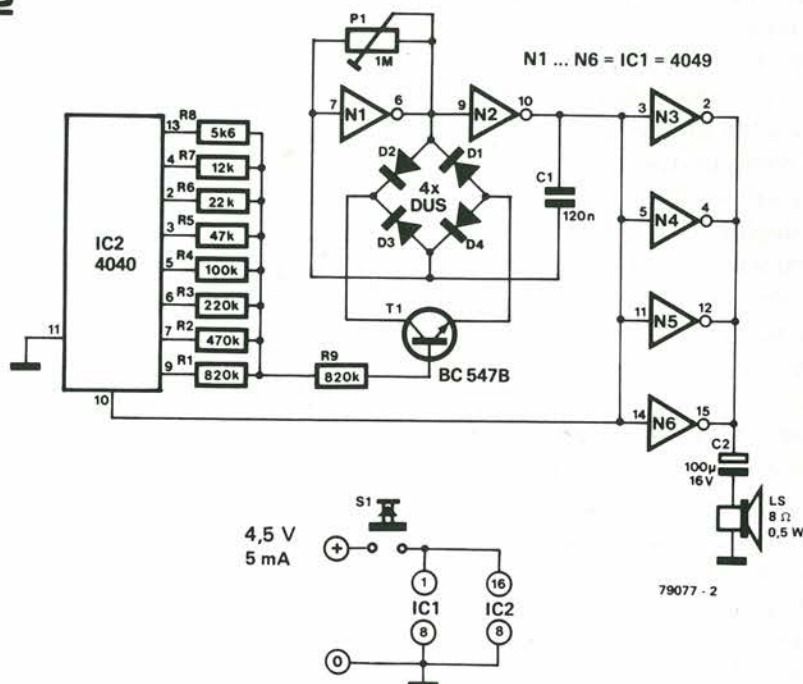 P1
1M
N1 ... N6 = IC1 = 4049
7 N1 6
9 N2 10
3 N3 2
R8
13 5k6
R7
4 12k
R6
2 22k
R5
3 47k
R4
5 100k
R3
6 220k
R2
7 470k
R1
9 820k
IC2
4040
11
10
D2 D1
4x
DUS
D3 D4
C1
120n
5 N4 4
T1
BC 547B
R9
820k
11 N5 12
14 N6 15
C2
100µ
16V
LS
8 Ω
0,5 W
S1
4,5 V
5 mA
+
1 16
IC1 IC2
8 8
0
79077 - 2